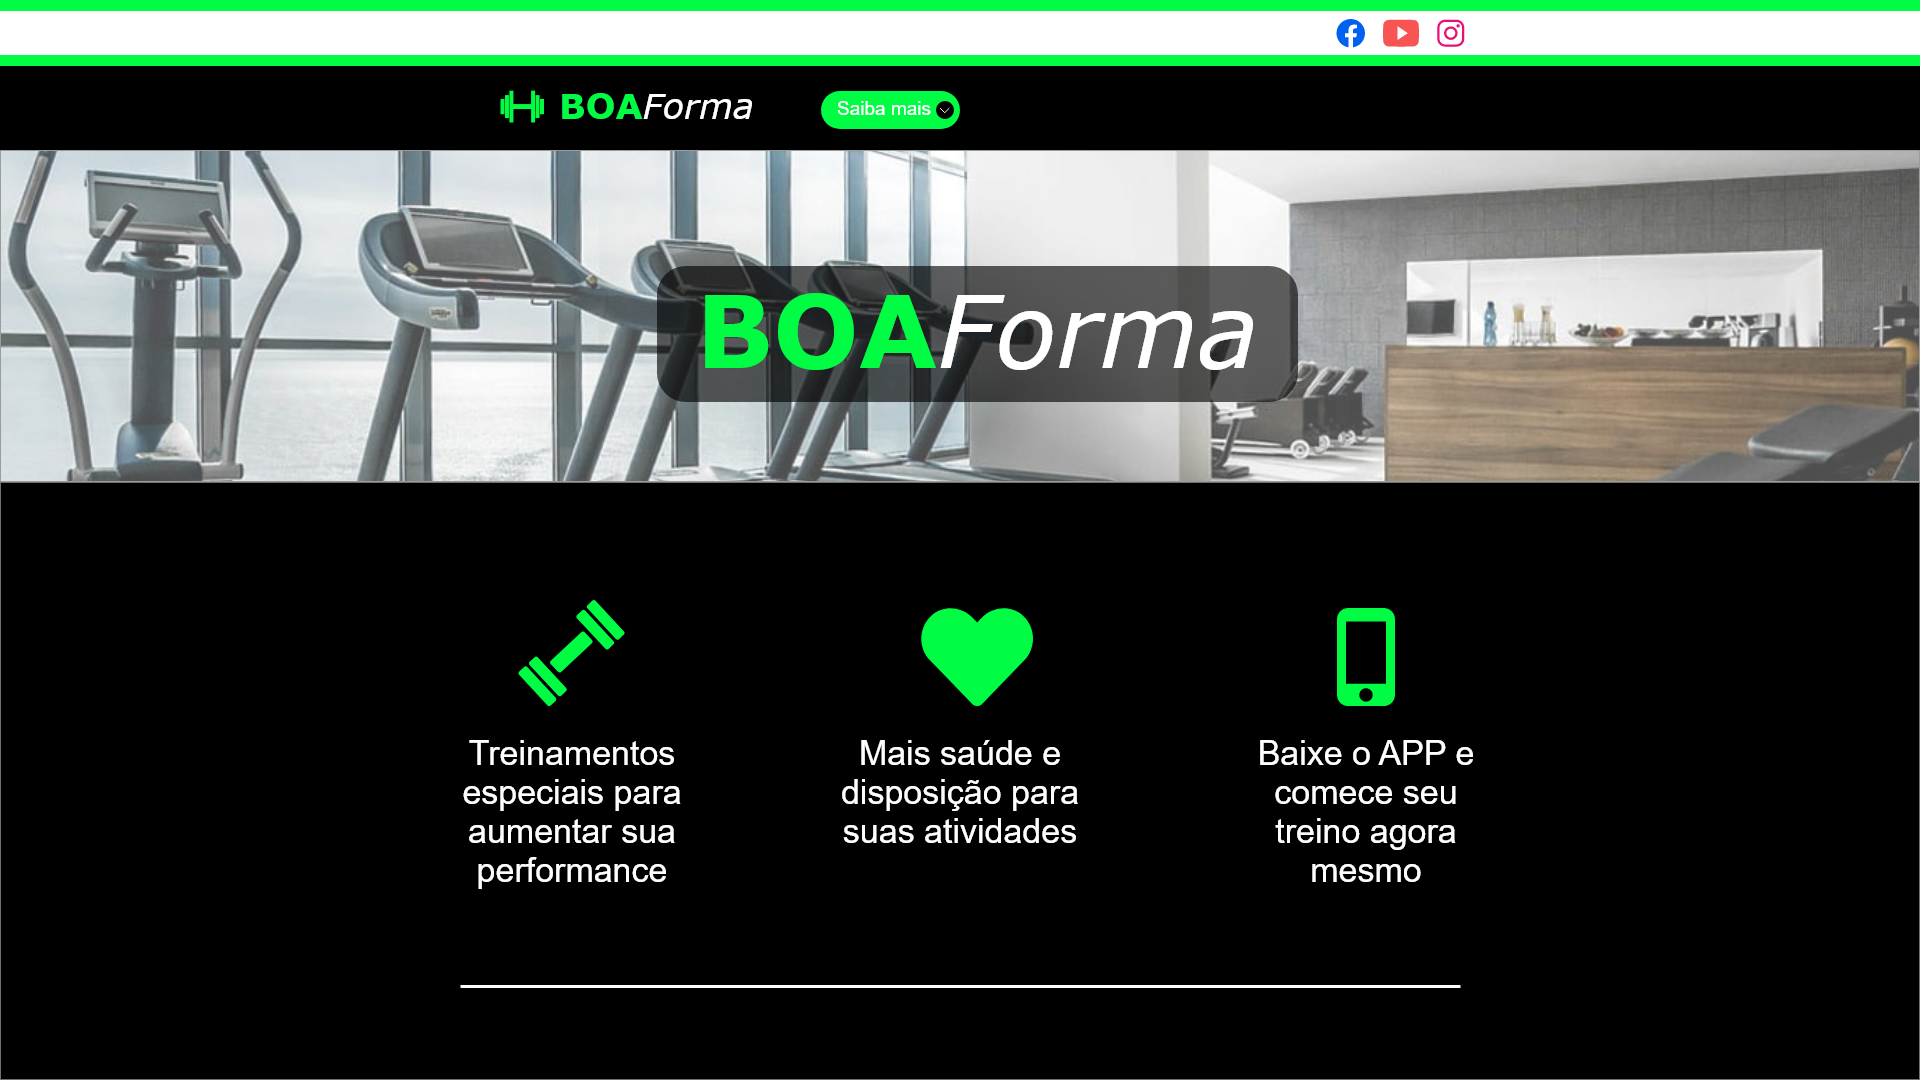 BOAForma
Saiba mais
BOAForma
Treinamentos
especiais para
aumentar sua
performance
Mais saúde e
disposição para
suas atividades
Baixe o APP e
comece seu
treino agora
mesmo